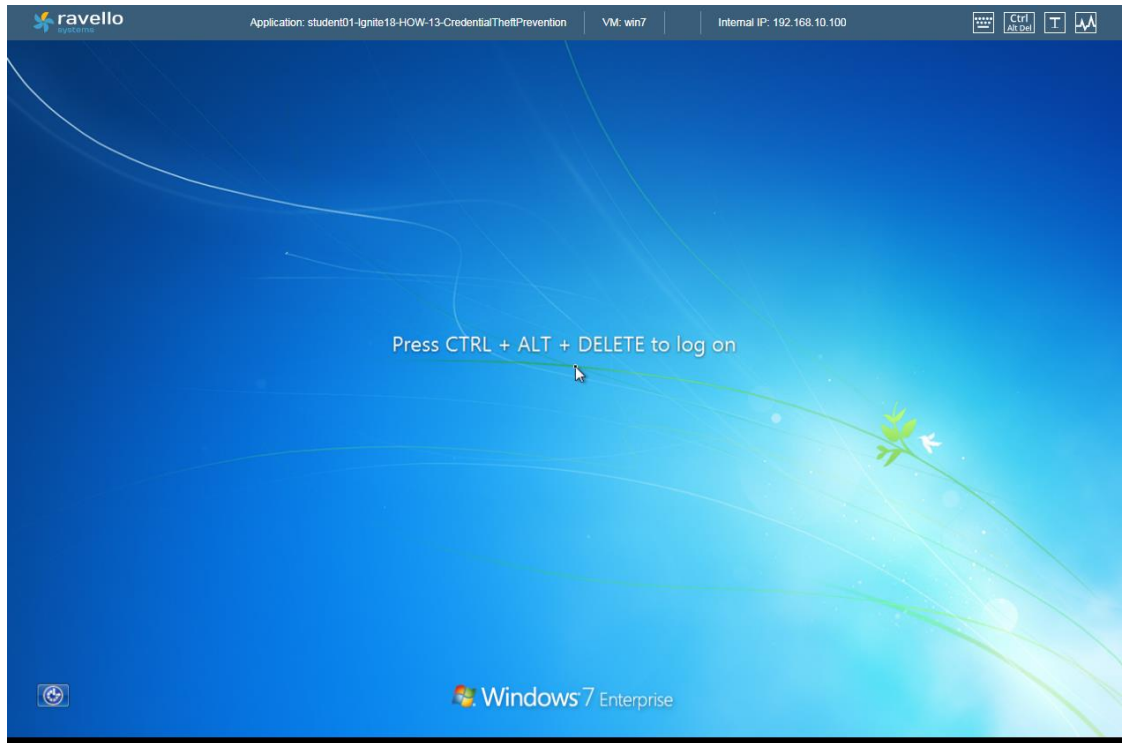 ravello
systems
Application: student01-Ignite18-HOW-13-CredentialTheftPrevention VM: win7 Internal IP: 192.168.10.100
Ctrl
Alt Del
T
Press CTRL + ALT + DELETE to log on
Windows 7 Enterprise